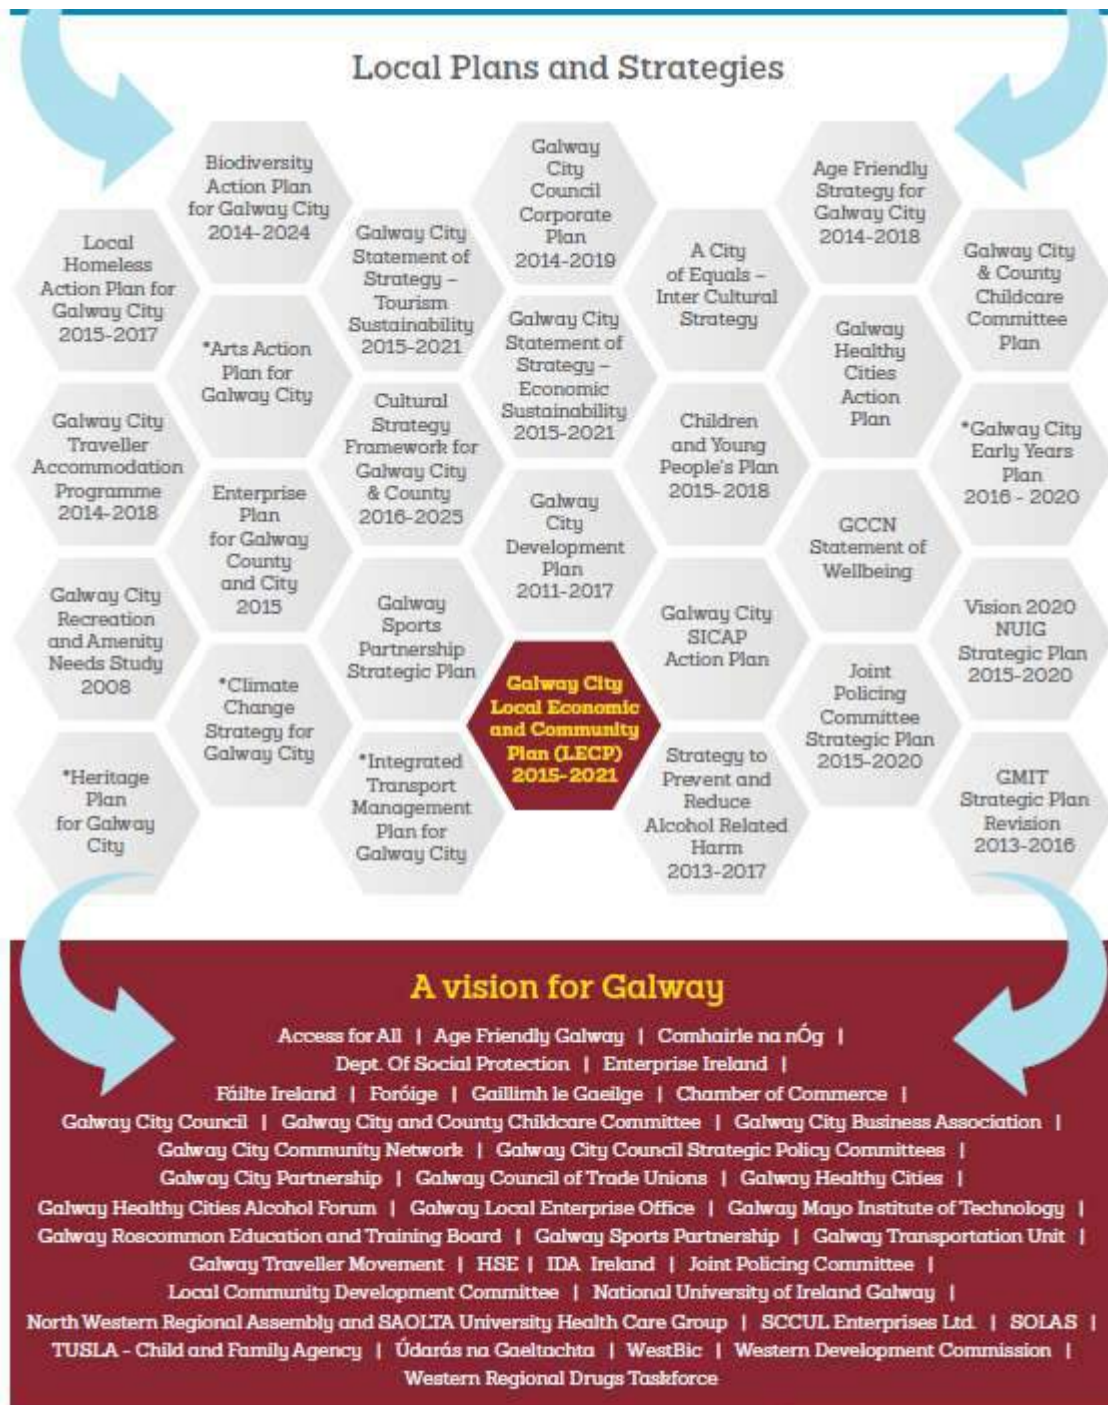 Local Plans and Strategies
Biodiversity
Action Plan
for Galway City
2014-2024
Galway
City
Council
Corporate
Plan
2014-2019
Age Friendly
Strategy for
Galway City
2014-2018
Local
Homeless
Action Plan for
Galway City
2015-2017
Galway City
Statement of
Strategy –
Tourism
Sustainability
2015-2021
A City
of Equals –
Inter Cultural
Strategy
Galway City
& County
Childcare
Committee
Plan
*Arts Action
Plan for
Galway City
Galway City
Statement of
Strategy –
Economic
Sustainability
2015-2021
Galway
Healthy
Cities
Action
Plan
Galway City
Traveller
Accommodation
Programme
2014-2018
Cultural
Strategy
Framework for
Galway City
& County
2016-2025
Children
and Young
People's Plan
2015-2018
*Galway City
Early Years
Plan
2016 - 2020
Enterprise
Plan
for Galway
County
and City
2015
Galway
City
Development
Plan
2011-2017
GCCN
Statement of
Wellbeing
Galway City
Recreation
and Amenity
Needs Study
2008
Galway
Sports
Partnership
Strategic Plan
Galway City
SICAP
Action Plan
Vision 2020
NUIG
Strategic Plan
2015-2020
*Climate
Change
Strategy for
Galway City
Galway City
Local Economic
and Community
Plan (LECP)
2015-2021
Joint
Policing
Committee
Strategic Plan
2015-2020
*Heritage
Plan
for Galway
City
*Integrated
Transport
Management
Plan for
Galway City
Strategy to
Prevent and
Reduce
Alcohol Related
Harm
2013-2017
GMIT
Strategic Plan
Revision
2013-2016
A vision for Galway
Access for All | Age Friendly Galway | Comhairle na nÓg |
Dept. Of Social Protection | Enterprise Ireland |
Fáilte Ireland | Foróige | Gaillimh le Gaeilge | Chamber of Commerce |
Galway City Council | Galway City and County Childcare Committee | Galway City Business Association |
Galway City Community Network | Galway City Council Strategic Policy Committees |
Galway City Partnership | Galway Council of Trade Unions | Galway Healthy Cities |
Galway Healthy Cities Alcohol Forum | Galway Local Enterprise Office | Galway Mayo Institute of Technology |
Galway Roscommon Education and Training Board | Galway Sports Partnership | Galway Transportation Unit |
Galway Traveller Movement | HSE | IDA Ireland | Joint Policing Committee |
Local Community Development Committee | National University of Ireland Galway |
North Western Regional Assembly and SAOLTA University Health Care Group | SCCUL Enterprises Ltd. | SOLAS |
TUSLA - Child and Family Agency | Údarás na Gaeltachta | WestBic | Western Development Commission |
Western Regional Drugs Taskforce